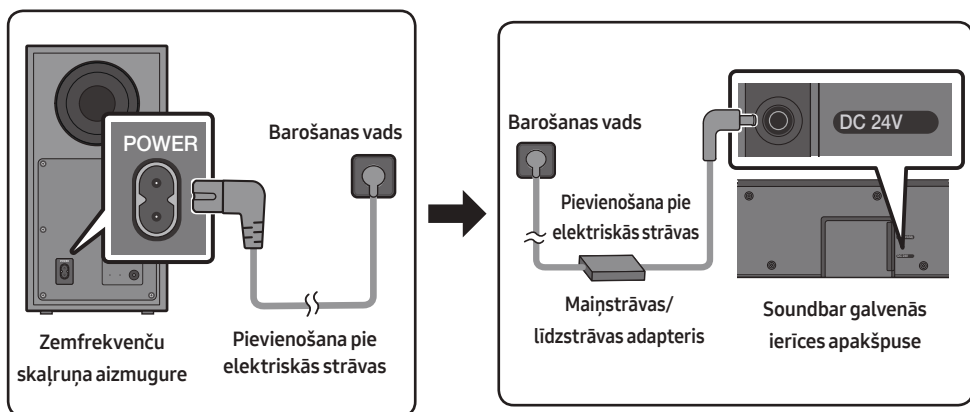 POWER
Barošanas vads
Zemfrekvenču
skaļruņa aizmugure
Pievienošana pie
elektriskās strāvas
Barošanas vads
DC 24V
Pievienošana pie
elektriskās strāvas
Maiņstrāvas/
līdzstrāvas adapteris
Soundbar galvenās
ierīces apakšpuse